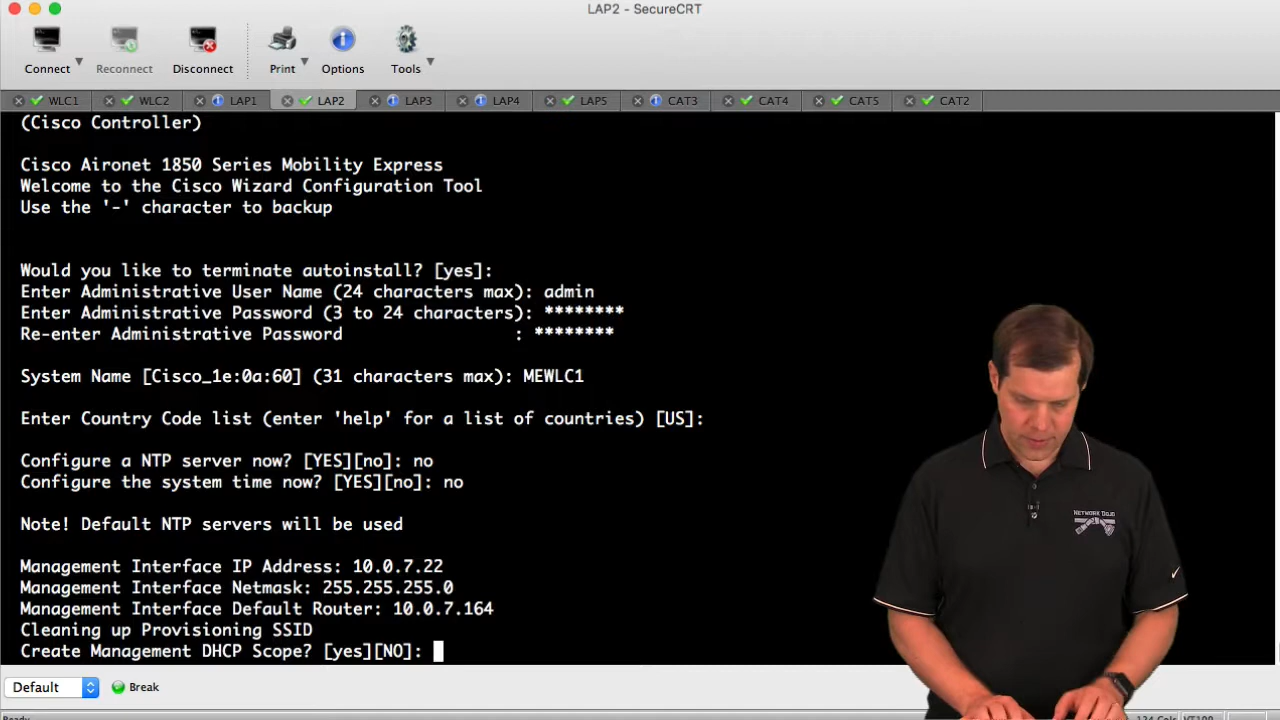 LAP2 - SecureCRT
Connect
Reconnect
Disconnect
Print
Options
Tools
WLC1
WLC2
LAP1
LAP2
LAP3
LAP4
LAP5
CAT3
CAT4
CAT5
CAT2
(Cisco Controller)
Cisco Aironet 1850 Series Mobility Express
Welcome to the Cisco Wizard Configuration Tool
Use the '-' character to backup
Would you like to terminate autoinstall? [yes]:
Enter Administrative User Name (24 characters max): admin
Enter Administrative Password (3 to 24 characters): ********
Re-enter Administrative Password : ********
System Name [Cisco_1e:0a:60] (31 characters max): MEWLC1
Enter Country Code list (enter 'help' for a list of countries) [US]:
Configure a NTP server now? [YES][no]: no
Configure the system time now? [YES][no]: no
Note! Default NTP servers will be used
Management Interface IP Address: 10.0.7.22
Management Interface Netmask: 255.255.255.0
Management Interface Default Router: 10.0.7.164
Cleaning up Provisioning SSID
Create Management DHCP Scope? [yes][NO]:
NETWORK DOJO
Default
Break